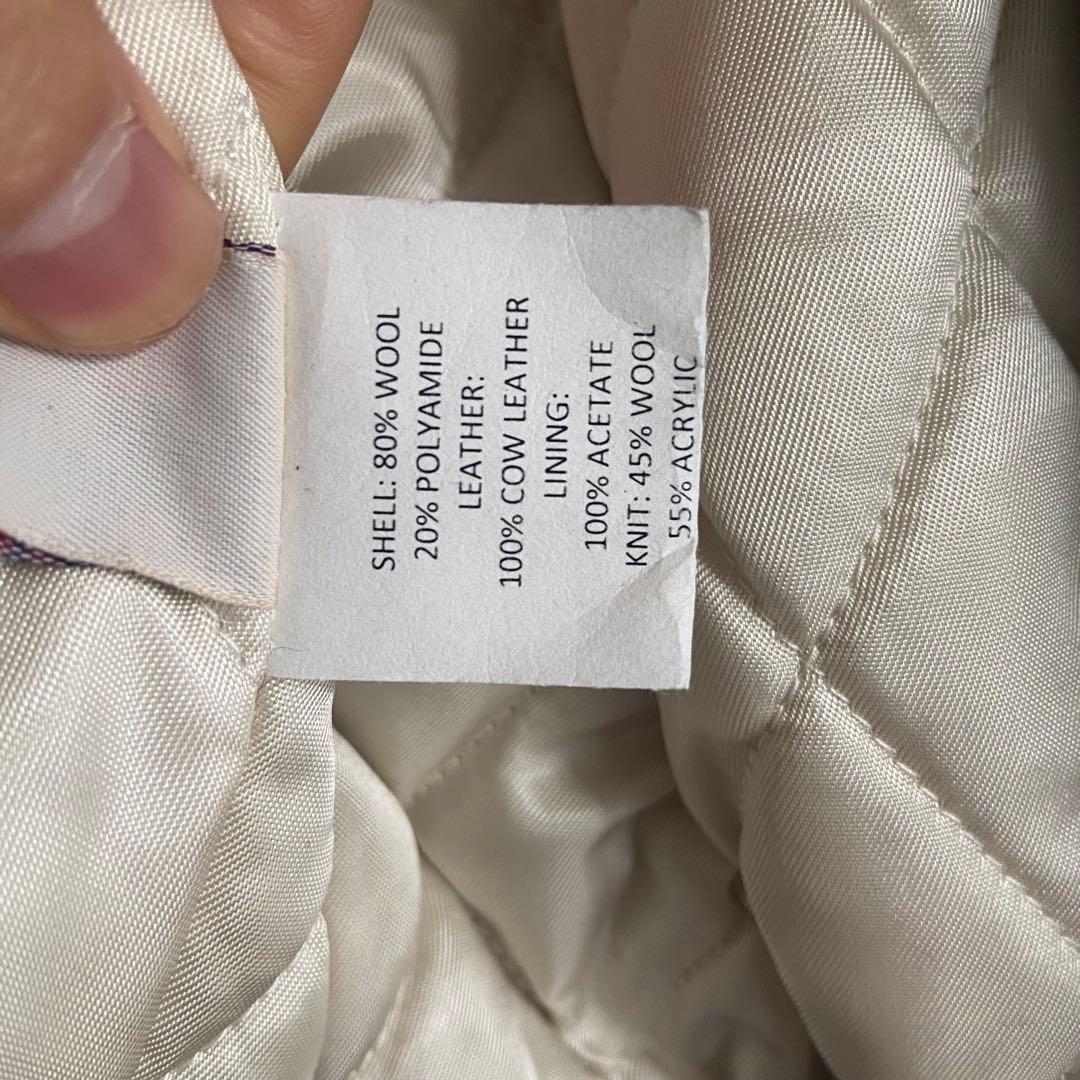 SHELL: 80% WOOL
20% POLYAMIDE
LEATHER:
100% COW LEATHER
LINING:
100% ACETATE
KNIT: 45% WOOL
55% ACRYLIC